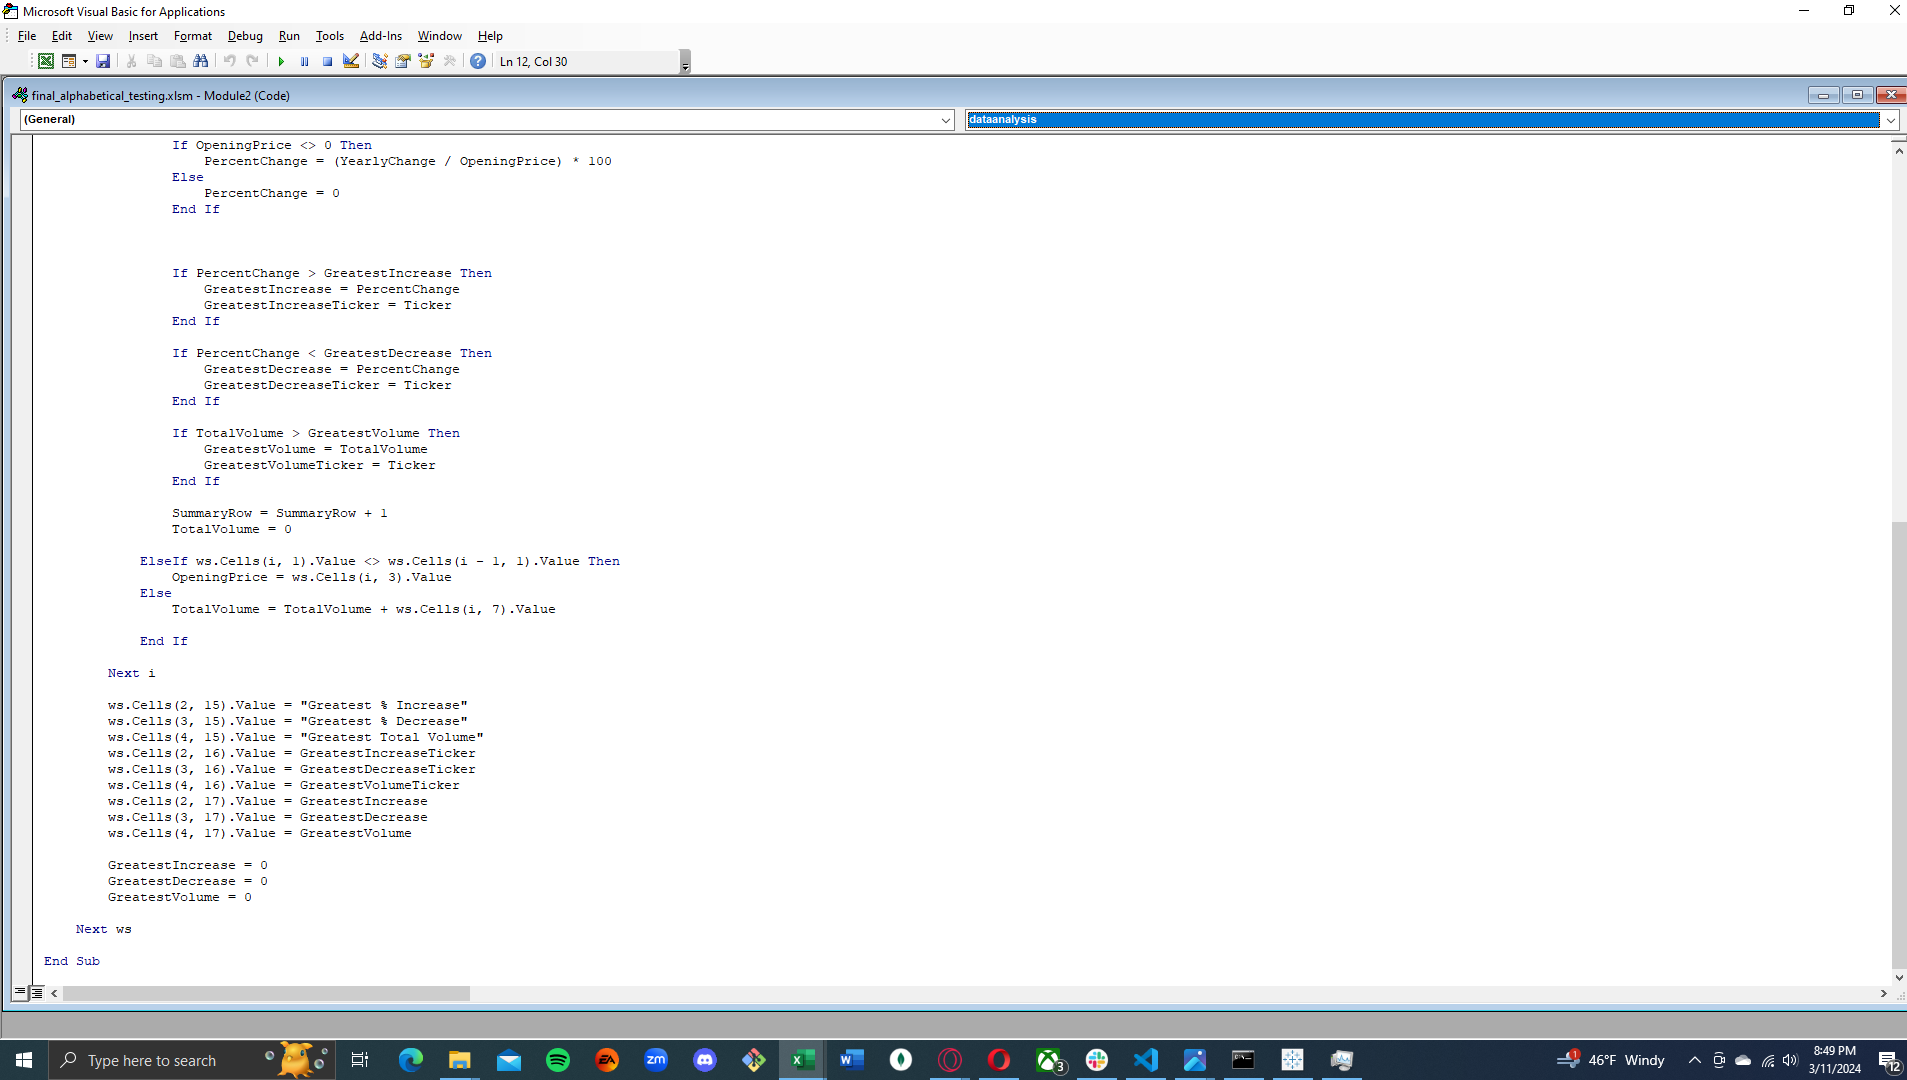 Microsoft Visual Basic for Applications
File Edit View Insert Format Debug Run Tools Add-Ins Window Help
Ln 12, Col 30
final_alphabetical_testing.xlsm - Module2 (Code)
(General) dataanalysis
If OpeningPrice <> 0 Then
PercentChange = (YearlyChange / OpeningPrice) * 100
Else
PercentChange = 0
End If
If PercentChange > GreatestIncrease Then
GreatestIncrease = PercentChange
GreatestIncreaseTicker = Ticker
End If
If PercentChange < GreatestDecrease Then
GreatestDecrease = PercentChange
GreatestDecreaseTicker = Ticker
End If
If TotalVolume > GreatestVolume Then
GreatestVolume = TotalVolume
GreatestVolumeTicker = Ticker
End If
SummaryRow = SummaryRow + 1
TotalVolume = 0
ElseIf ws.Cells(i, 1).Value <> ws.Cells(i - 1, 1).Value Then
OpeningPrice = ws.Cells(i, 3).Value
Else
TotalVolume = TotalVolume + ws.Cells(i, 7).Value
End If
Next i
ws.Cells(2, 15).Value = "Greatest % Increase"
ws.Cells(3, 15).Value = "Greatest % Decrease"
ws.Cells(4, 15).Value = "Greatest Total Volume"
ws.Cells(2, 16).Value = GreatestIncreaseTicker
ws.Cells(3, 16).Value = GreatestDecreaseTicker
ws.Cells(4, 16).Value = GreatestVolumeTicker
ws.Cells(2, 17).Value = GreatestIncrease
ws.Cells(3, 17).Value = GreatestDecrease
ws.Cells(4, 17).Value = GreatestVolume
GreatestIncrease = 0
GreatestDecrease = 0
GreatestVolume = 0
Next ws
End Sub
Type here to search EA zm 3 1 46°F Windy 8:49 PM
3/11/2024 12